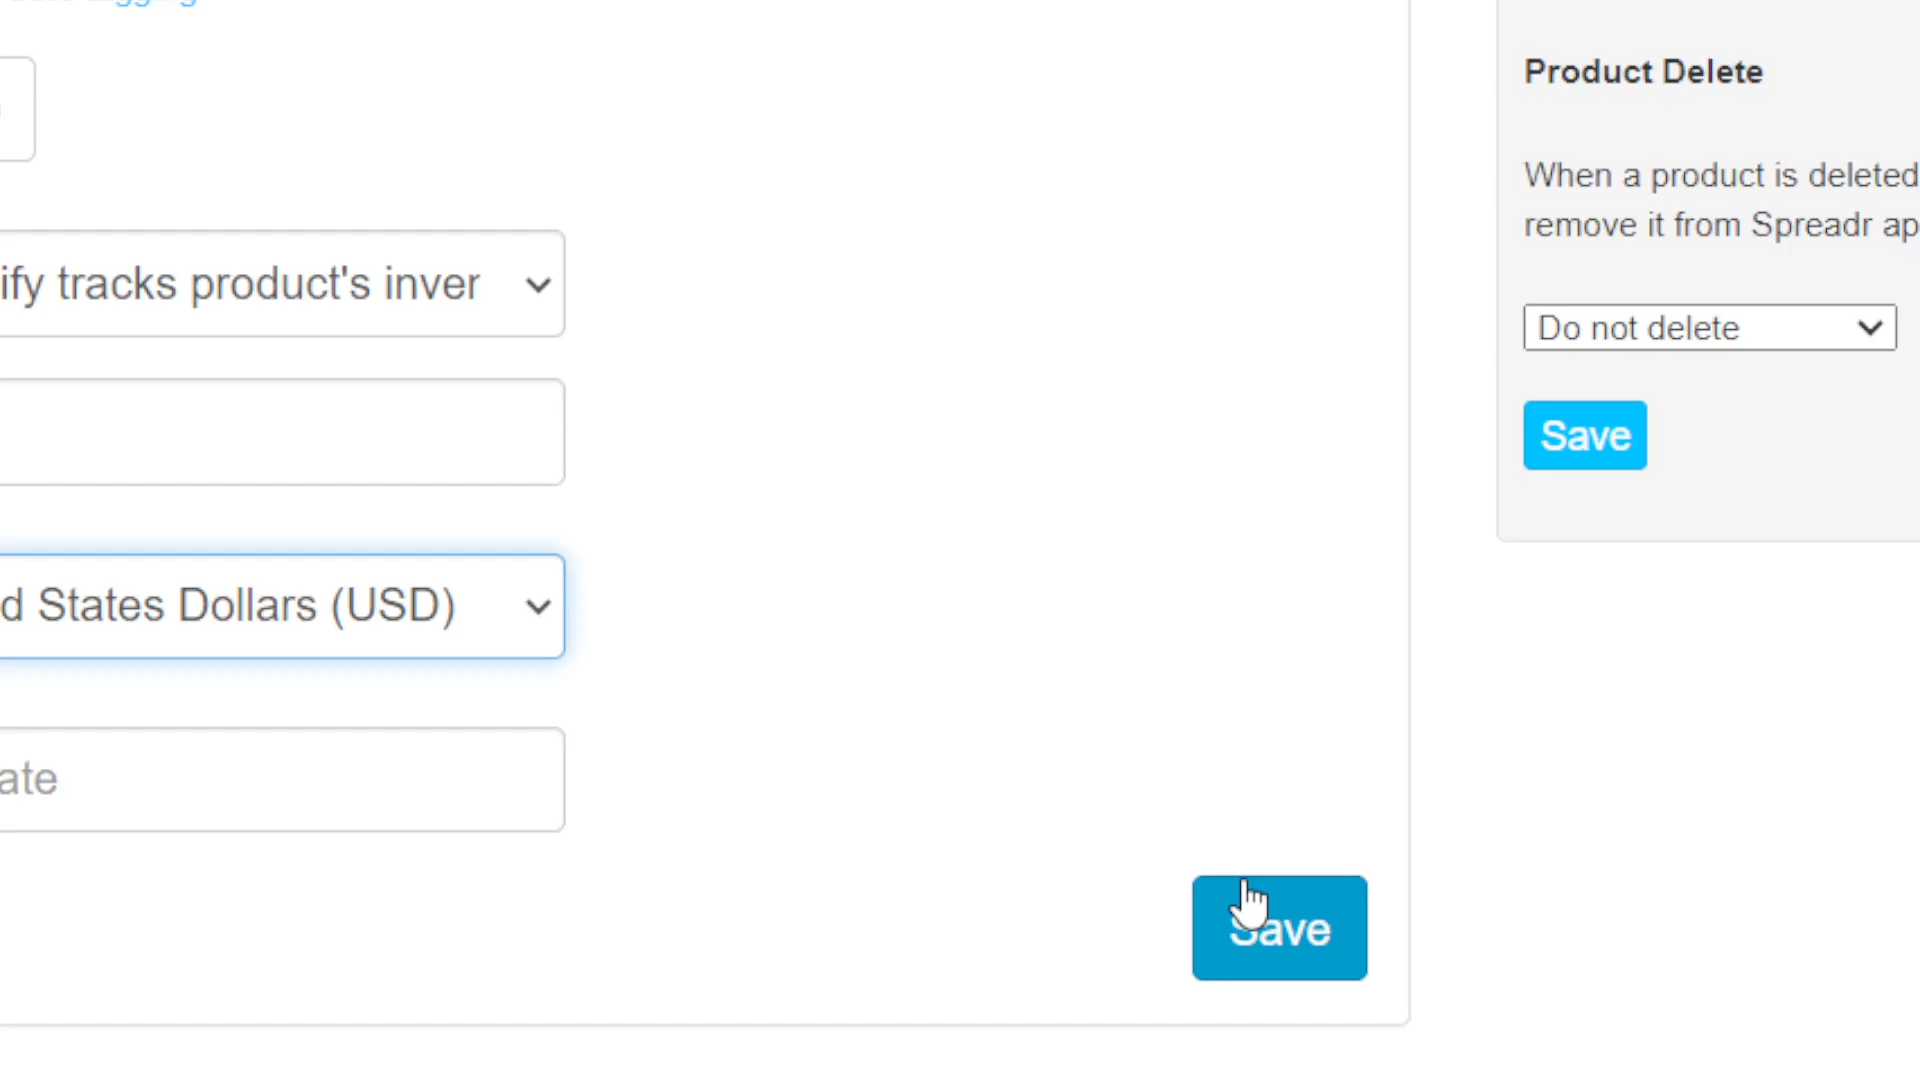 ify tracks product's inver
d States Dollars (USD)
ate
Save
Product Delete
When a product is deleted
remove it from Spreadr ap
Do not delete
Save